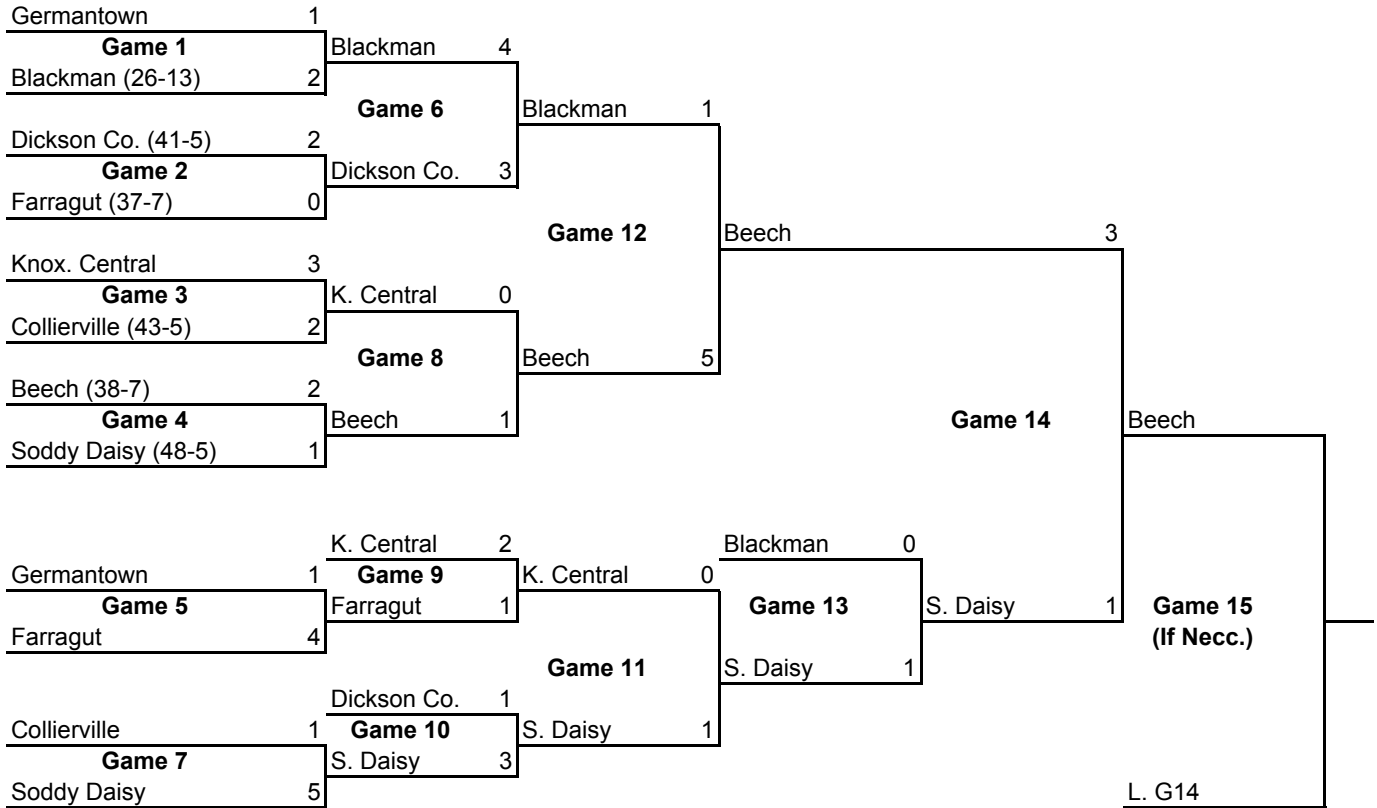 Germantown 1
Game 1
Blackman (26-13) 2
Dickson Co. (41-5) 2
Game 2
Farragut (37-7) 0
Knox. Central 3
Game 3
Collierville (43-5) 2
Beech (38-7) 2
Game 4
Soddy Daisy (48-5) 1
Blackman 4
Game 6
Dickson Co. 3
K. Central 0
Game 8
Beech 1
Blackman 1
Game 12
Beech 5
Beech 3
Game 14
Beech
Germantown 1
Game 5
Farragut 4
Collierville 1
Game 7
Soddy Daisy 5
K. Central 2
Game 9
Farragut 1
Dickson Co. 1
Game 10
S. Daisy 3
K. Central 0
Game 11
S. Daisy 1
Blackman 0
Game 13
S. Daisy 1
S. Daisy 1
Game 15
(If Necc.)
L. G14